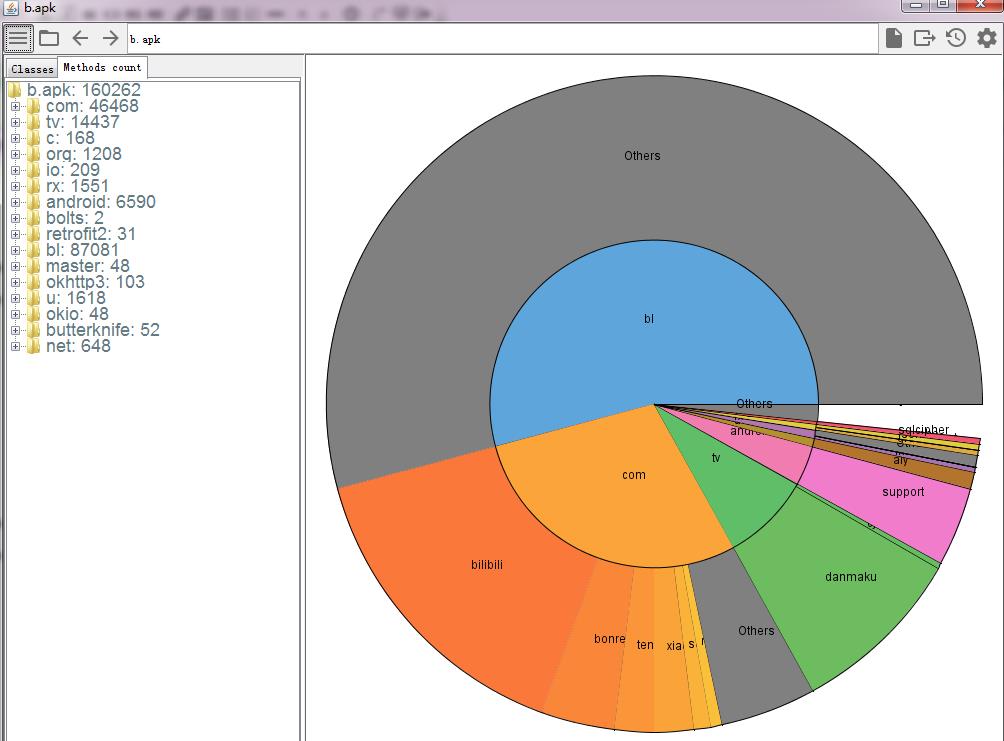 b.apk
b.apk
Classes
Methods count
b.apk: 160262
com: 46468
tv: 14437
c: 168
org: 1208
io: 209
rx: 1551
android: 6590
bolts: 2
retrofit2: 31
bl: 87081
master: 48
okhttp3: 103
u: 1618
okio: 48
butterknife: 52
net: 648
Others
bl
Others
sqlcipher
andr
tv
aly
com
support
bilibili
danmaku
bonre
ten
xia
s
Others